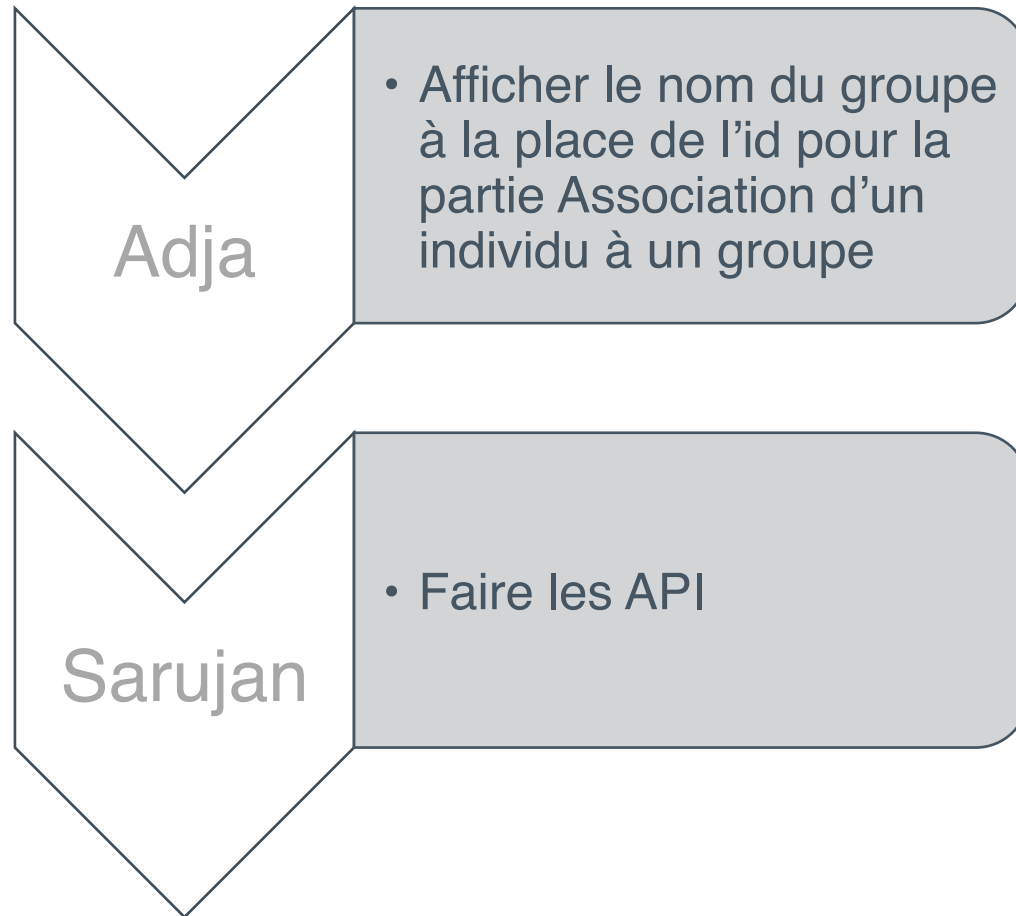 Adja
• Afficher le nom du groupe
à la place de l’id pour la
partie Association d’un
individu à un groupe
Sarujan
• Faire les API